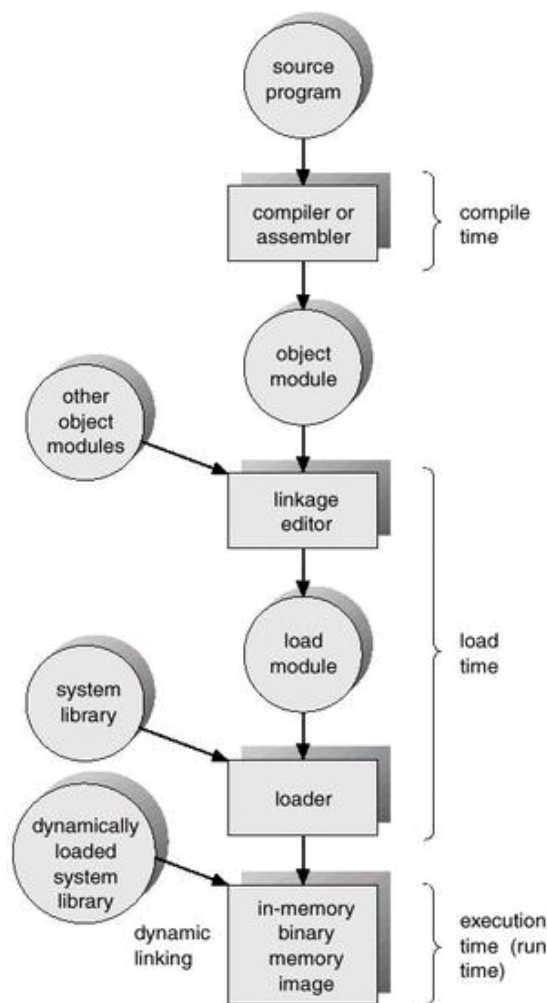 source
program
compiler or
assembler
compile
time
object
module
other
object
modules
linkage
editor
load
module
load
time
system
library
loader
dynamically
loaded
system
library
dynamic
linking
in-memory
binary
memory
image
execution
time (run
time)